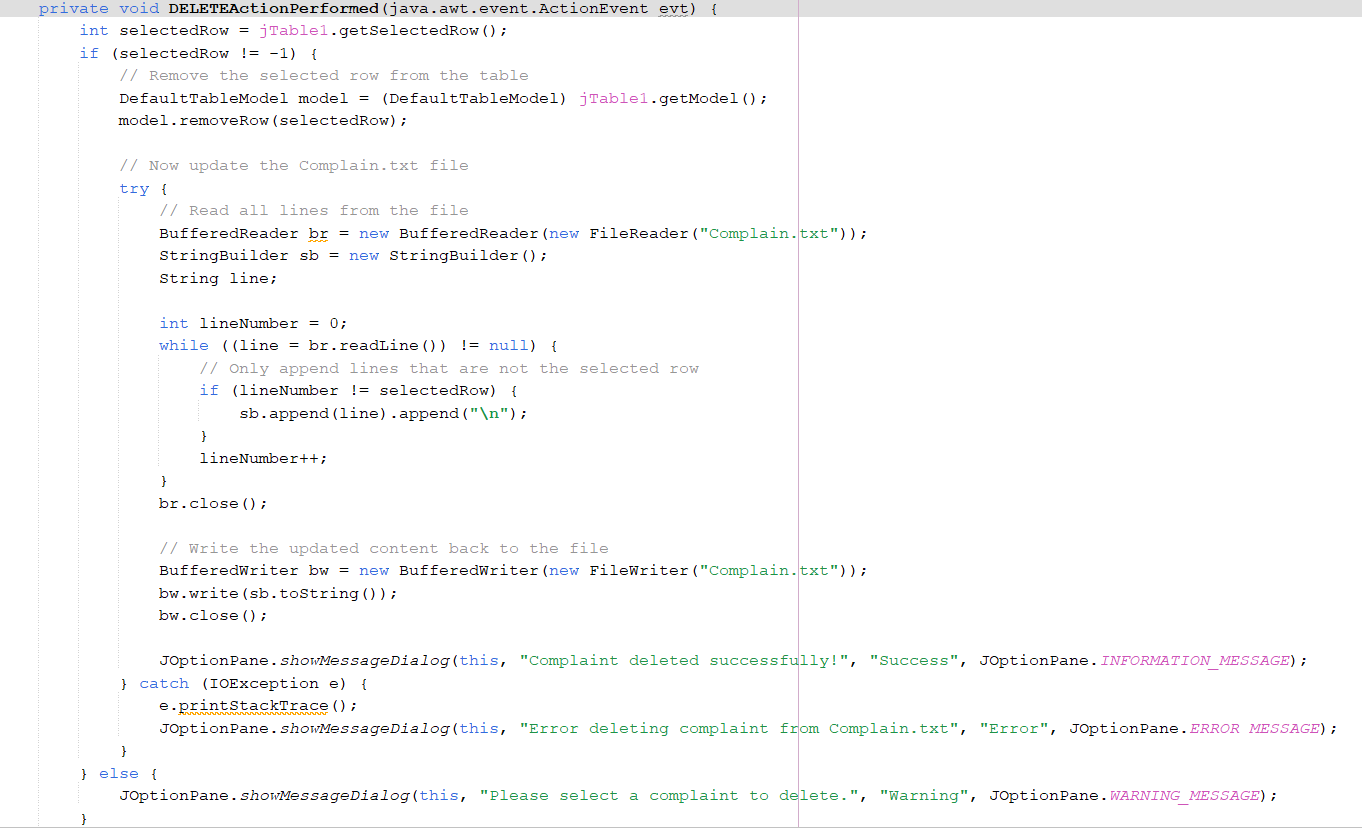 private void DELETEActionPerformed(java.awt.event.ActionEvent evt) {
    int selectedRow = jTable1.getSelectedRow();
    if (selectedRow != -1) {
        // Remove the selected row from the table
        DefaultTableModel model = (DefaultTableModel) jTable1.getModel();
        model.removeRow(selectedRow);

        // Now update the Complain.txt file
        try {
            // Read all lines from the file
            BufferedReader br = new BufferedReader(new FileReader("Complain.txt"));
            StringBuilder sb = new StringBuilder();
            String line;

            int lineNumber = 0;
            while ((line = br.readLine()) != null) {
                // Only append lines that are not the selected row
                if (lineNumber != selectedRow) {
                    sb.append(line).append("\n");
                }
                lineNumber++;
            }
            br.close();

            // Write the updated content back to the file
            BufferedWriter bw = new BufferedWriter(new FileWriter("Complain.txt"));
            bw.write(sb.toString());
            bw.close();

            JOptionPane.showMessageDialog(this, "Complaint deleted successfully!", "Success", JOptionPane.INFORMATION_MESSAGE);
        } catch (IOException e) {
            e.printStackTrace();
            JOptionPane.showMessageDialog(this, "Error deleting complaint from Complain.txt", "Error", JOptionPane.ERROR_MESSAGE);
        }
    } else {
        JOptionPane.showMessageDialog(this, "Please select a complaint to delete.", "Warning", JOptionPane.WARNING_MESSAGE);
    }